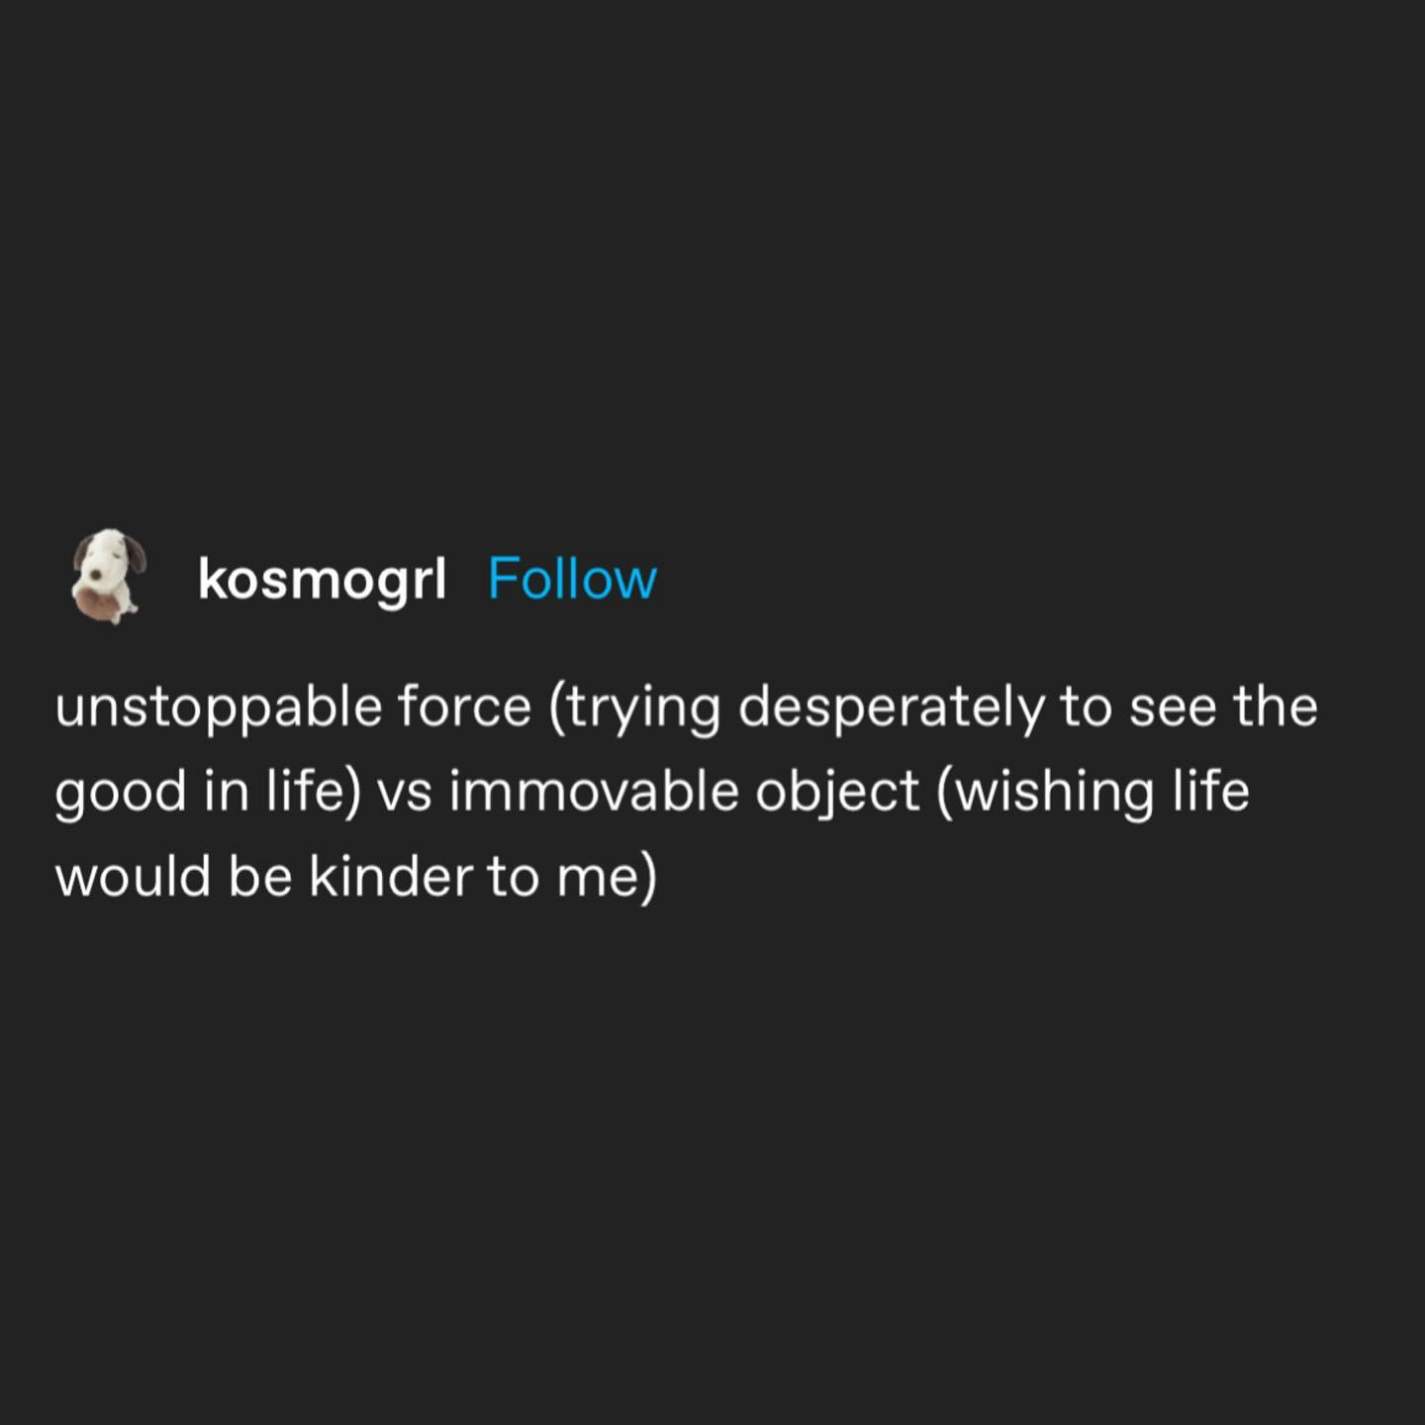 kosmogrl Follow
unstoppable force (trying desperately to see the
good in life) vs immovable object (wishing life
would be kinder to me)